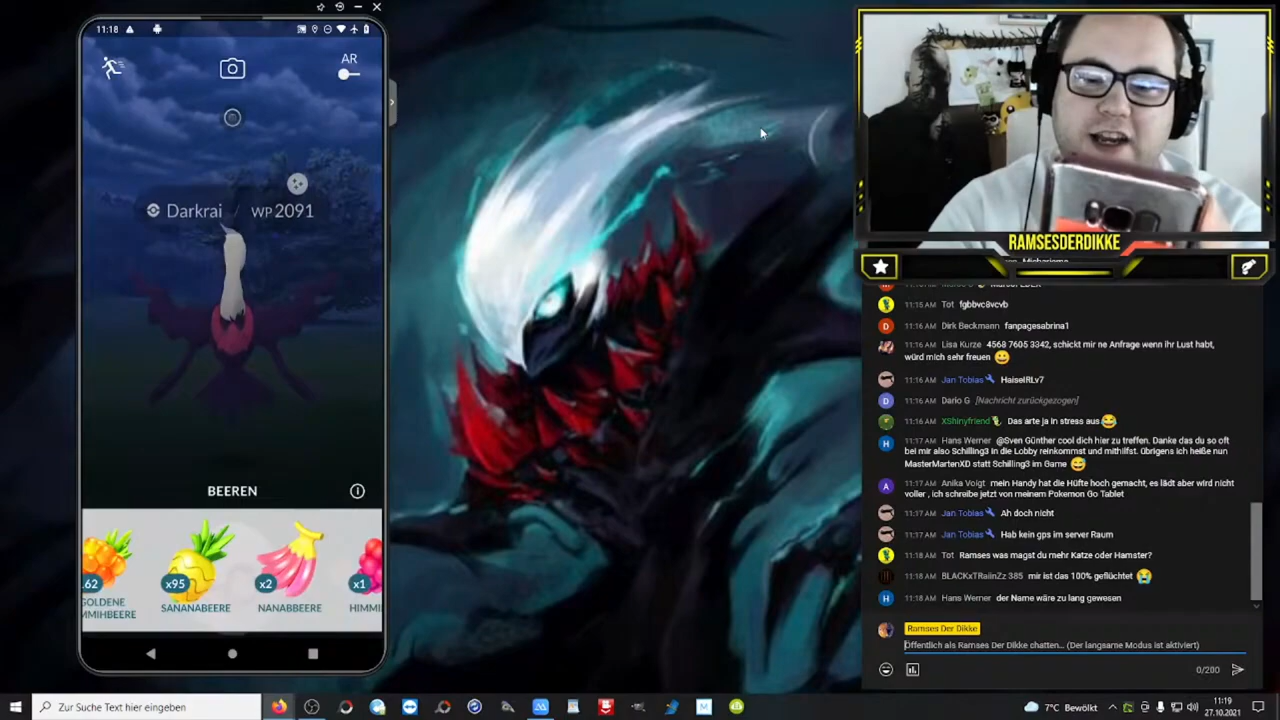 11:18
AR
Darkrai / WP2091
BEEREN
.62
x95
x2
x1
GOLDENE
SANANABEERE
NANABBEERE
HIMMI
MMIHBEERE
RAMSESDERDIKKE
11:15 AM Tot fgbbvc8vcvb
11:16 AM Dirk Beckmann fanpagesabrina1
11:16 AM Lisa Kurze 4568 7605 3342, schickt mir ne Anfrage wenn ihr Lust habt,
würd mich sehr freuen 😀
11:16 AM Jan Tobias HaiseIRLv7
11:16 AM Dario G [Nachricht zurückgezogen]
11:16 AM XShinyfriend Das arte ja in stress aus😂
11:17 AM Hans Werner @Sven Günther cool dich hier zu treffen. Danke das du so oft
bei mir also Schilling3 in die Lobby reinkommst und mithilfst. übrigens ich heiße nun
MasterMartenXD statt Schilling3 im Game 😅
11:17 AM Anika Voigt mein Handy hat die Hüfte hoch gemacht, es lädt aber wird nicht
voller , ich schreibe jetzt von meinem Pokemon Go Tablet
11:17 AM Jan Tobias Ah doch nicht
11:17 AM Jan Tobias Hab kein gps im server Raum
11:18 AM Tot Ramses was magst du mehr Katze oder Hamster?
11:18 AM BLACKxTRaiinZz 385 mir ist das 100% geflüchtet 😭
11:18 AM Hans Werner der Name wäre zu lang gewesen
Ramses Der Dikke
Öffentlich als Ramses Der Dikke chatten... (Der langsame Modus ist aktiviert)
0/200
Zur Suche Text hier eingeben
7°C Bewölkt
11:19
27.10.2021